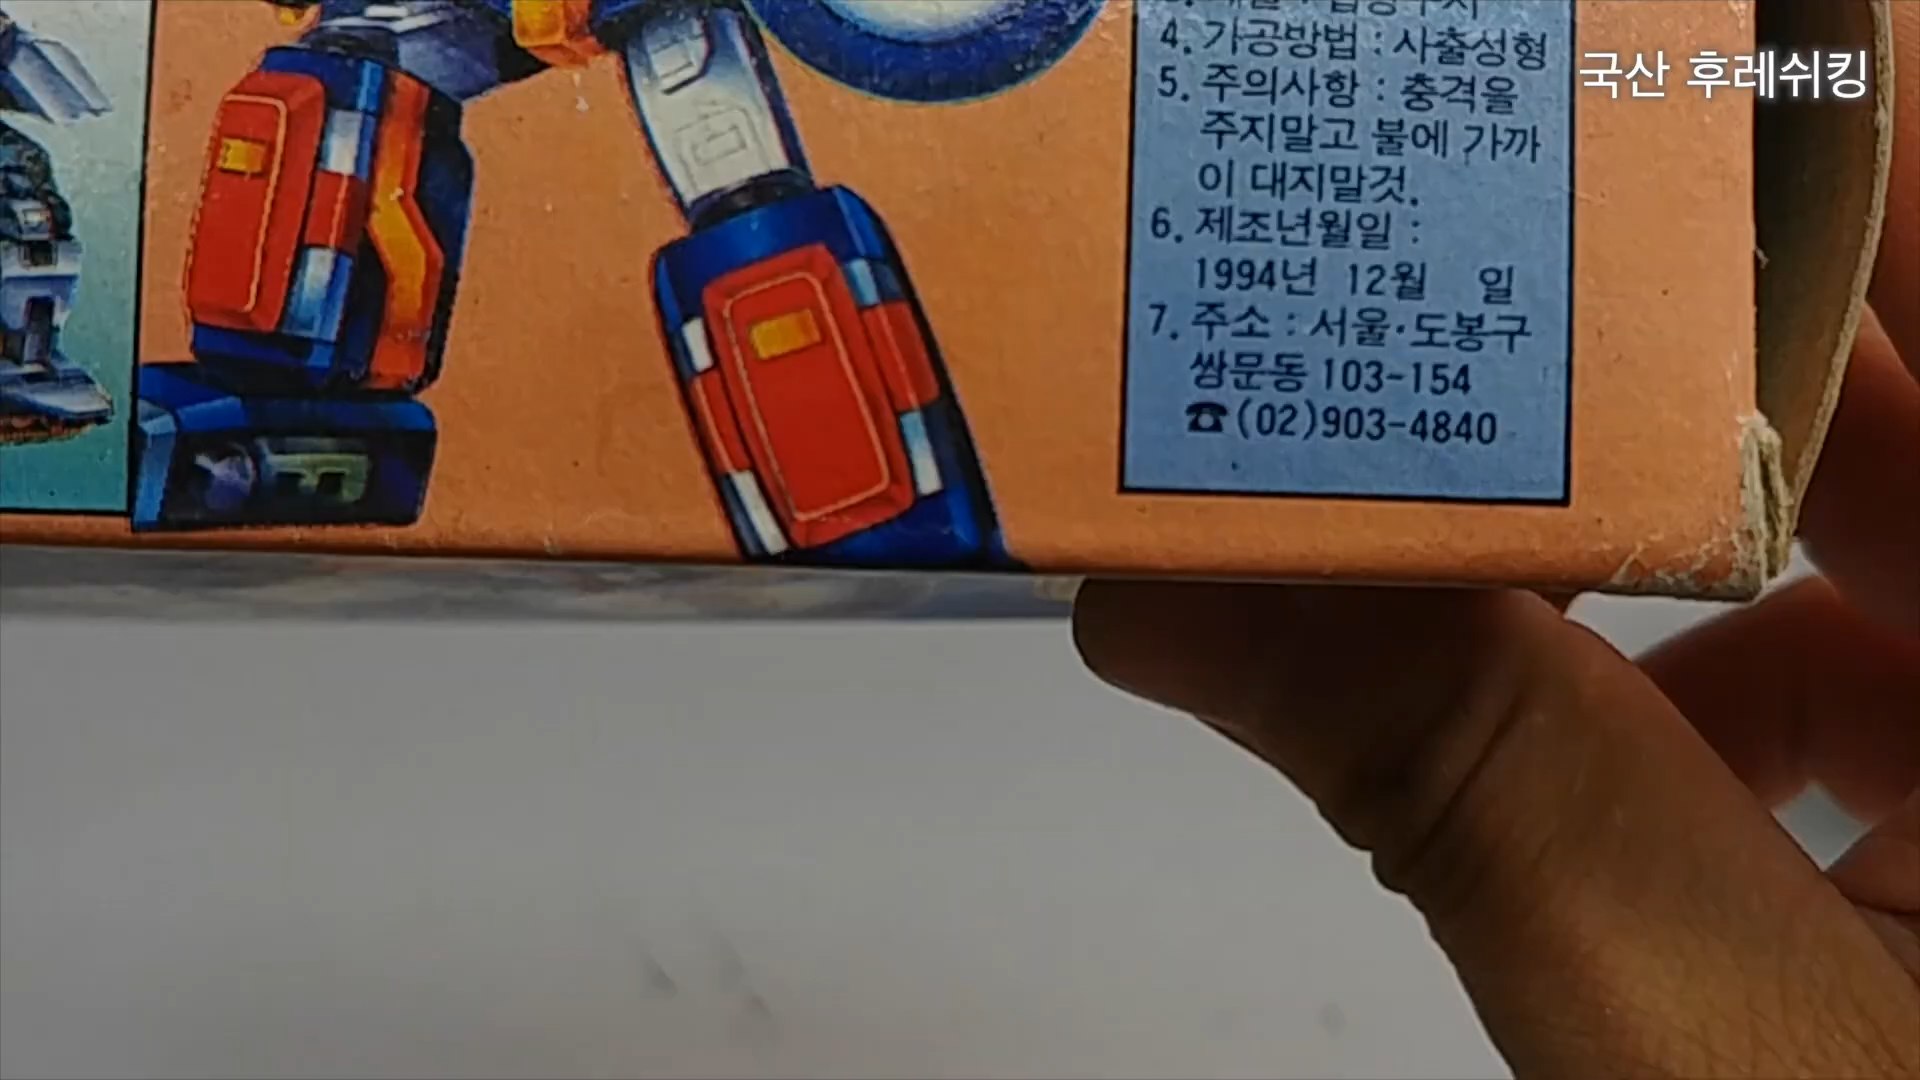 국산 후레쉬킹
4. 가공방법 : 사출성형
5. 주의사항 : 충격을
주지말고 불에 가까
이 대지말것.
6. 제조년월일 :
1994년 12월 일
7. 주소 : 서울·도봉구
쌍문동 103-154
☎(02)903-4840